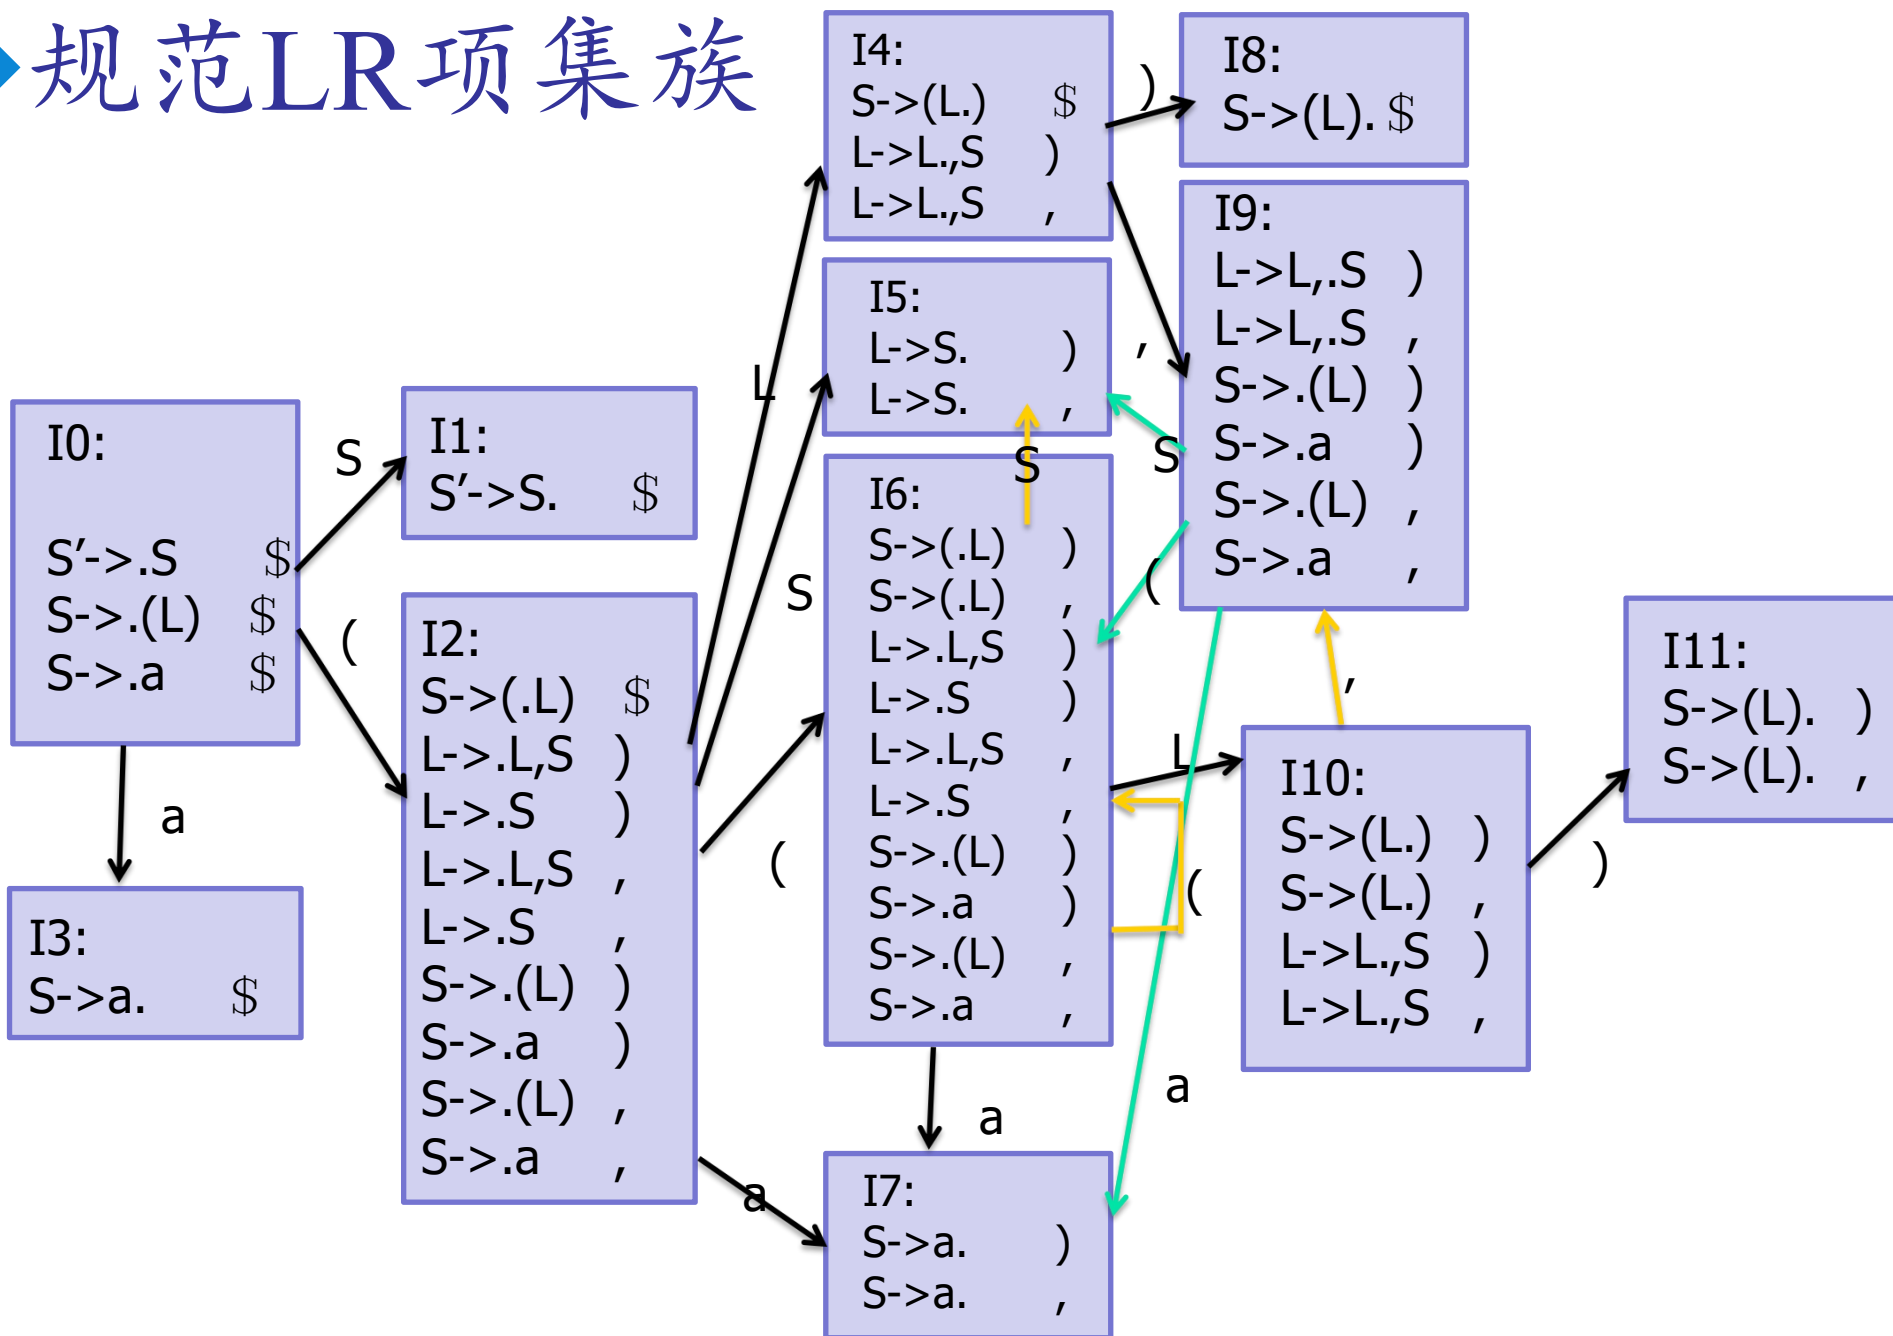 规范LR项集族
I0:
S′->.S $
S->.(L) $
S->.a $
S
(
a
I1:
S′->S. $
I2:
S->(.L) $
L->.L,S )
L->.S )
L->.L,S ,
L->.S ,
S->.(L) )
S->.a )
S->.(L) ,
S->.a ,
I3:
S->a. $
L
S
(
a
I4:
S->(L.) $
L->L.,S )
L->L.,S ,
)
,
I5:
L->S. )
L->S. ,
S
I6:
S->(.L) )
S->(.L) ,
L->.L,S )
L->.S )
L->.L,S ,
L->.S ,
S->.(L) )
S->.a )
S->.(L) ,
S->.a ,
L
(
a
I7:
S->a. )
S->a. ,
I8:
S->(L). $
I9:
L->L,.S )
L->L,.S ,
S->.(L) )
S->.a )
S->.(L) ,
S->.a ,
S
(
a
,
I10:
S->(L.) )
S->(L.) ,
L->L.,S )
L->L.,S ,
)
I11:
S->(L). )
S->(L). ,